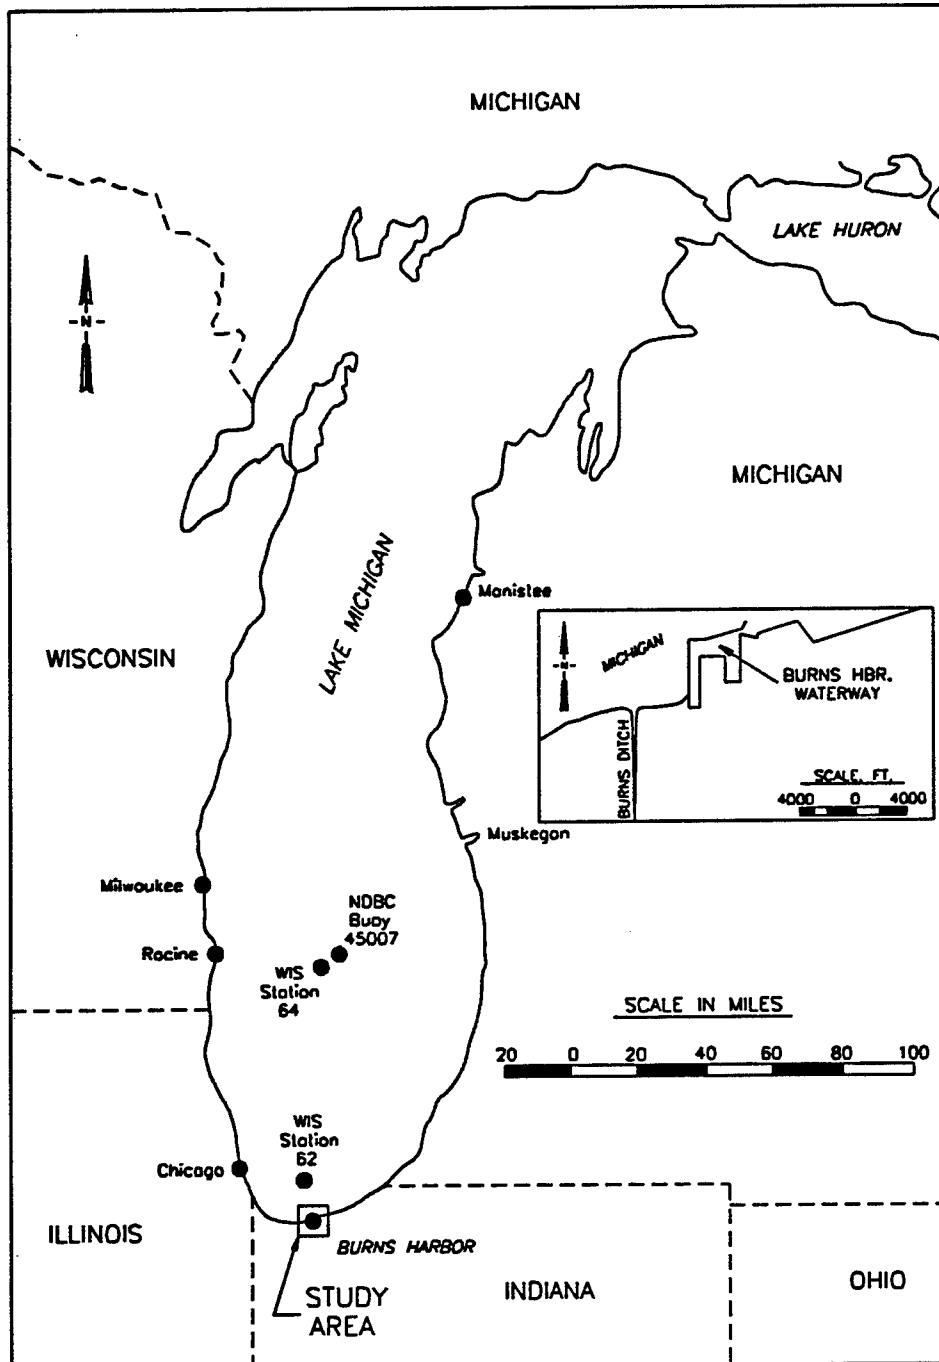 MICHIGAN
LAKE HURON
N
MICHIGAN
LAKE MICHIGAN
Manistee
WISCONSIN
N
MICHIGAN
BURNS HBR.
WATERWAY
BURNS DITCH
SCALE, FT.
4000 0 4000
Muskegon
Milwaukee
NDBC
Buoy
45007
Racine
WIS
Station
64
SCALE IN MILES
20 0 20 40 60 80 100
WIS
Station
62
Chicago
ILLINOIS
BURNS HARBOR
INDIANA
OHIO
STUDY
AREA